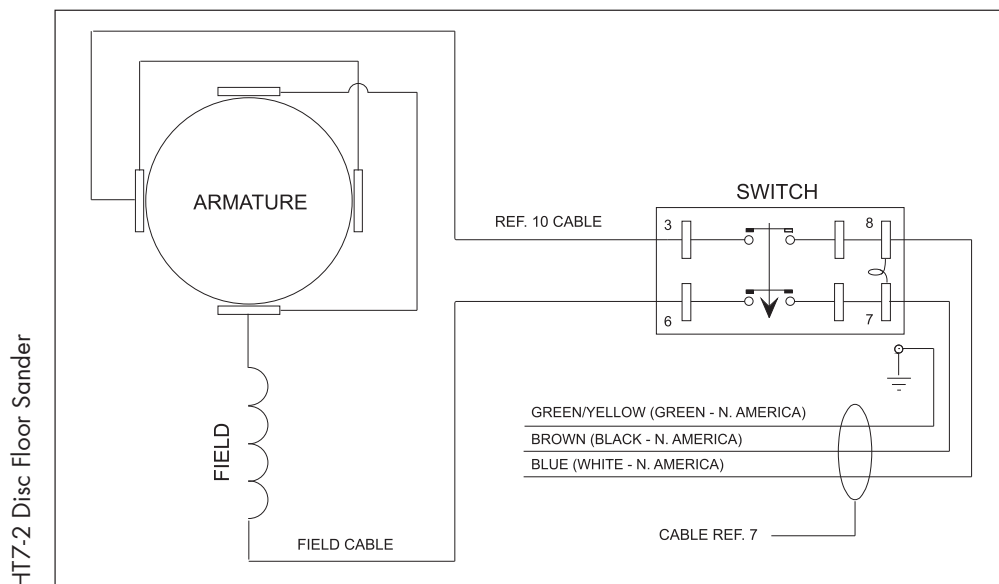 HT7-2 Disc Floor Sander
ARMATURE
SWITCH
REF. 10 CABLE
3
8
6
7
GREEN/YELLOW (GREEN - N. AMERICA)
BROWN (BLACK - N. AMERICA)
BLUE (WHITE - N. AMERICA)
FIELD
FIELD CABLE
CABLE REF. 7